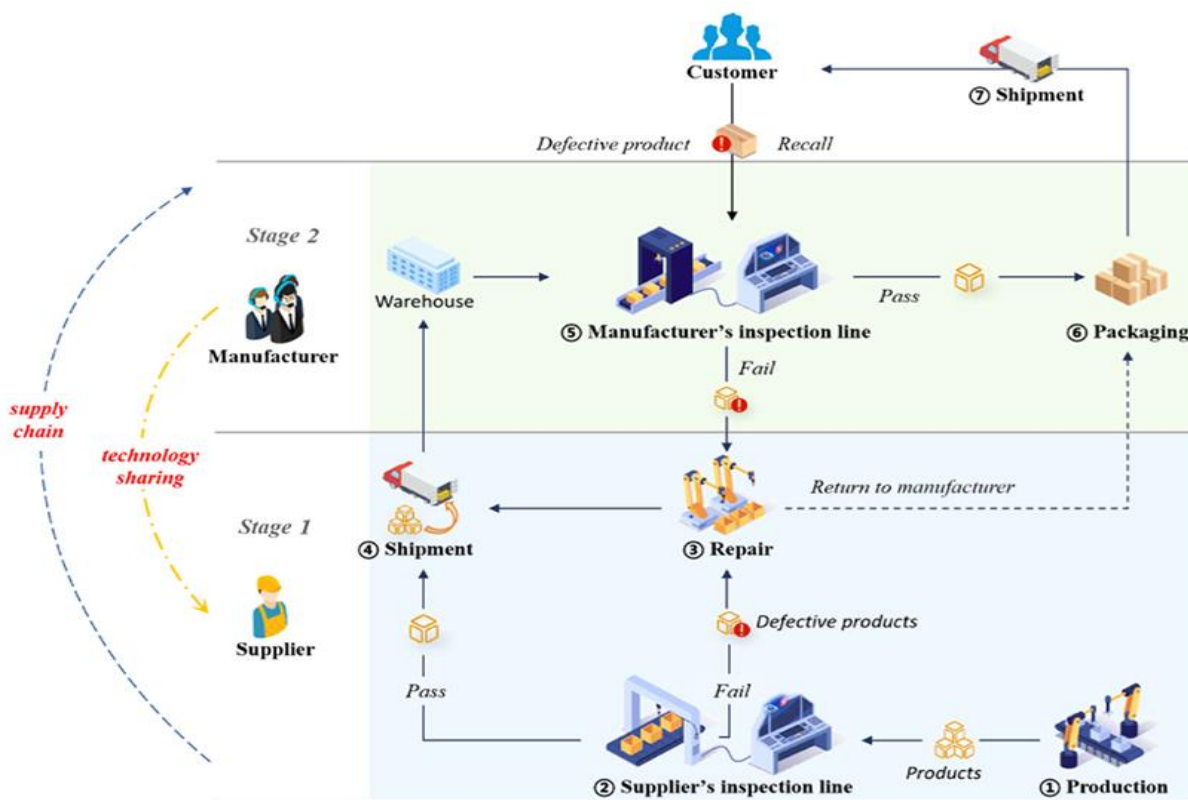 Customer
⑦ Shipment
Defective product
Recall
Stage 2
Manufacturer
Warehouse
⑤ Manufacturer's inspection line
Pass
⑥ Packaging
Fail
supply
chain
technology
sharing
Stage 1
Supplier
④ Shipment
③ Repair
Return to manufacturer
Defective products
Pass
Fail
② Supplier's inspection line
Products
① Production